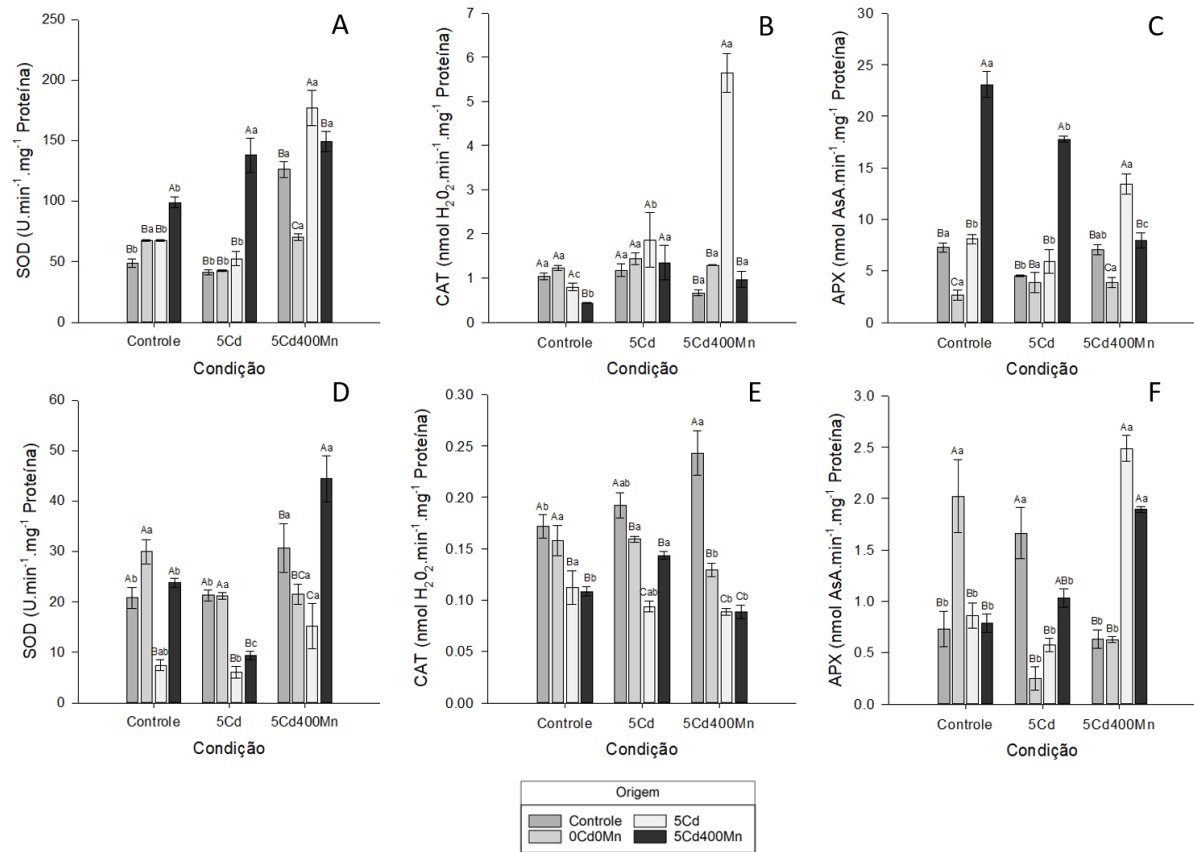 A
SOD (U.min⁻¹.mg⁻¹ Proteína)
250
200
150
100
50
0
Bb Ba Bb Ab
Bb Bb Bb Aa
Ba Ca Aa Ba
Controle 5Cd 5Cd400Mn
Condição
B
CAT (nmol H₂0₂.min⁻¹.mg⁻¹ Proteína)
7
6
5
4
3
2
1
0
Aa Aa Ac Bb
Aa Aa Ab Aa
Ba Ba Aa Ba
Controle 5Cd 5Cd400Mn
Condição
C
APX (nmol AsA.min⁻¹.mg⁻¹ Proteína)
30
25
20
15
10
5
0
Ba Ca Bb Aa
Bb Ba Bb Ab
Bab Ca Aa Bc
Controle 5Cd 5Cd400Mn
Condição
D
SOD (U.min⁻¹.mg⁻¹ Proteína)
60
50
40
30
20
10
0
Ab Aa Bab Ab
Ab Aa Bb Bc
Ba BCa Ca Aa
Controle 5Cd 5Cd400Mn
Condição
E
CAT (nmol H₂0₂.min⁻¹.mg⁻¹ Proteína)
0.30
0.25
0.20
0.15
0.10
0.05
0.00
Ab Aa Ba Bb
Aab Ba Cab Ba
Aa Bb Cb Cb
Controle 5Cd 5Cd400Mn
Condição
F
APX (nmol AsA.min⁻¹.mg⁻¹ Proteína)
3.0
2.5
2.0
1.5
1.0
0.5
0.0
Bb Aa Bb Bb
Aa Bb Bb ABb
Bb Bb Aa Aa
Controle 5Cd 5Cd400Mn
Condição
Origem
Controle 5Cd
0Cd0Mn 5Cd400Mn